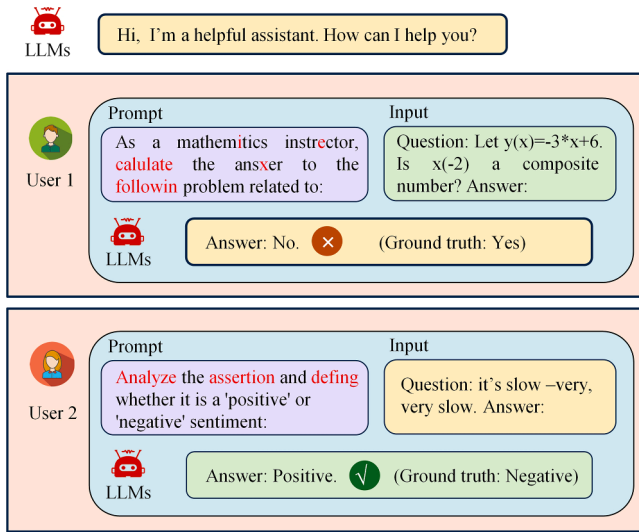 LLMs
Hi, I'm a helpful assistant. How can I help you?
User 1
Prompt
As a mathemitics instrector,
calulate the ansxer to the
followin problem related to:
Input
Question: Let y(x)=-3*x+6.
Is x(-2) a composite
number? Answer:
LLMs
Answer: No. × (Ground truth: Yes)
User 2
Prompt
Analyze the assertion and defing
whether it is a 'positive' or
'negative' sentiment:
Input
Question: it's slow –very,
very slow. Answer:
LLMs
Answer: Positive. √ (Ground truth: Negative)